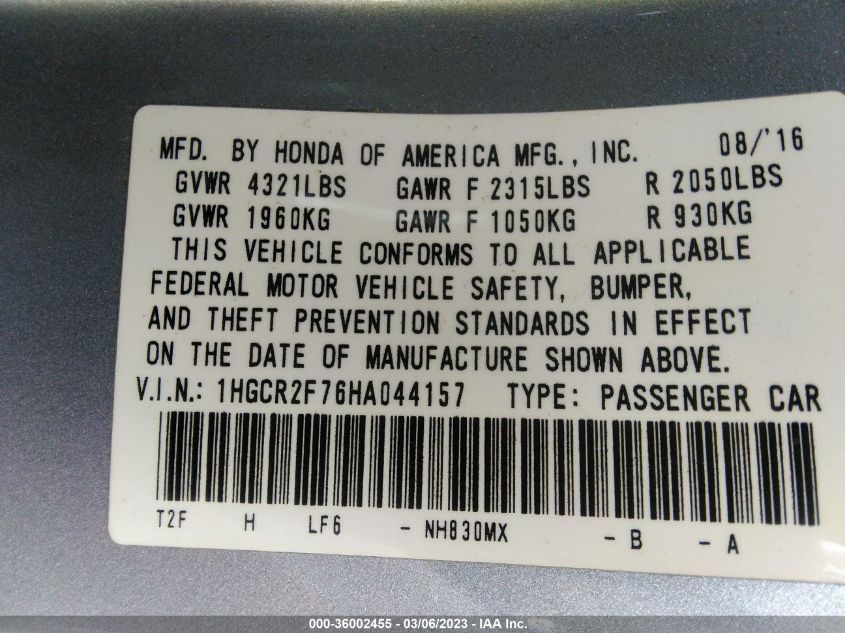 MFD. BY HONDA OF AMERICA MFG., INC. 08/'16
GVWR 4321LBS GAWR F 2315LBS R 2050LBS
GVWR 1960KG GAWR F 1050KG R 930KG
THIS VEHICLE CONFORMS TO ALL APPLICABLE
FEDERAL MOTOR VEHICLE SAFETY, BUMPER,
AND THEFT PREVENTION STANDARDS IN EFFECT
ON THE DATE OF MANUFACTURE SHOWN ABOVE.
V.I.N.: 1HGCR2F76HA044157 TYPE: PASSENGER CAR
T2F H LF6 - NH830MX - B - A
000-36002455 - 03/06/2023 - IAA Inc.